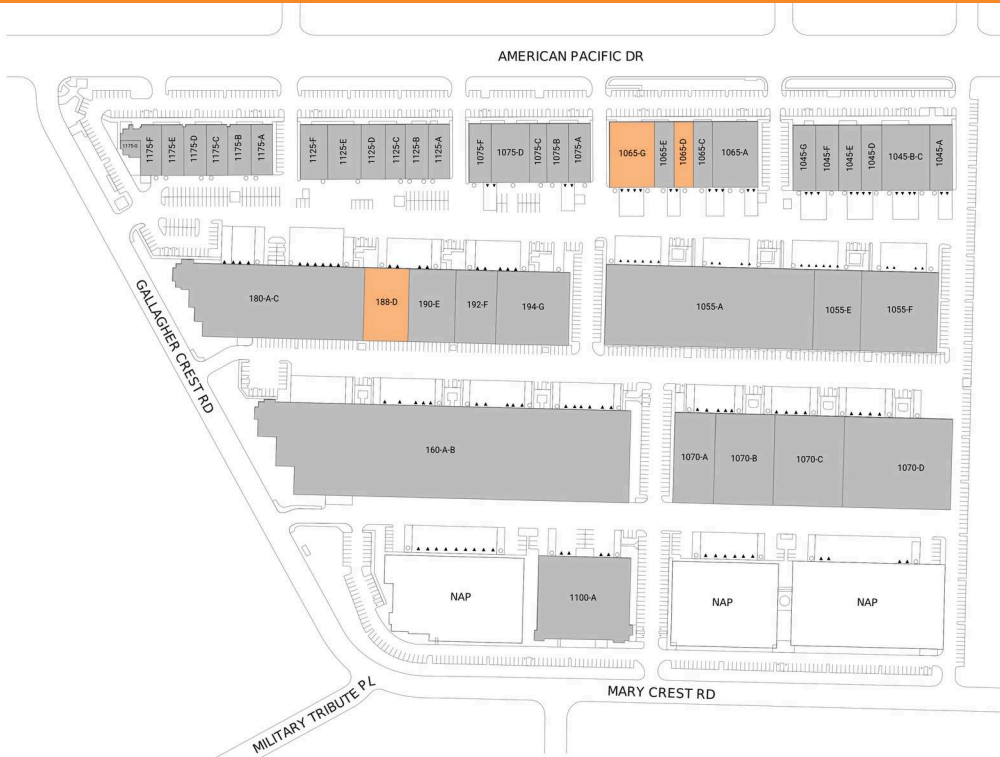 AMERICAN PACIFIC DR
1175-G
1175-F
1175-E
1175-D
1175-C
1175-B
1175-A
1125-F
1125-E
1125-D
1125-C
1125-B
1125-A
1075-F
1075-D
1075-C
1075-B
1075-A
1065-G
1065-E
1065-D
1065-C
1065-A
1045-G
1045-F
1045-E
1045-D
1045-B-C
1045-A
180-A-C
188-D
190-E
192-F
194-G
1055-A
1055-E
1055-F
GALLAGHER CREST RD
160-A-B
1070-A
1070-B
1070-C
1070-D
NAP
1100-A
NAP
NAP
MARY CREST RD
MILITARY TRIBUTE PL